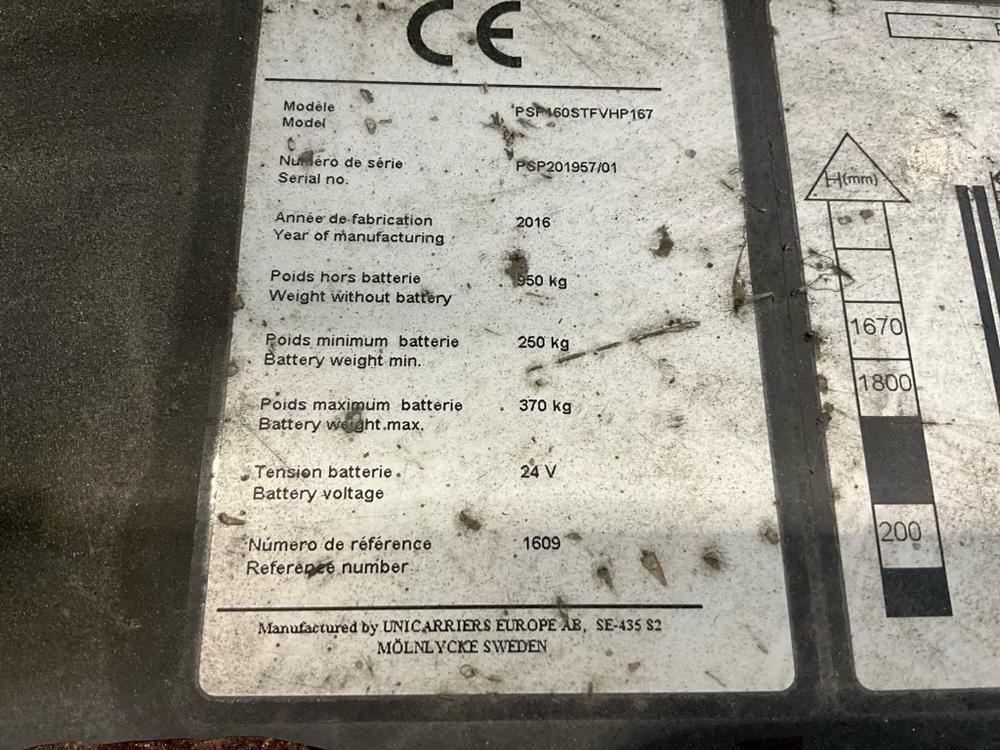 CE
Modèle
Model
PSP160STFVHP167
Numéro de série
Serial no.
PSP201957/01
Année de fabrication
Year of manufacturing
2016
Poids hors batterie
Weight without battery
950 kg
Poids minimum batterie
Battery weight min.
250 kg
Poids maximum batterie
Battery weight max.
370 kg
Tension batterie
Battery voltage
24 V
Número de référence
Reference number
1609
Manufactured by UNICARRIERS EUROPE AB, SE-435 82
MÖLNLYCKE SWEDEN
H(mm)
1670
1800
200